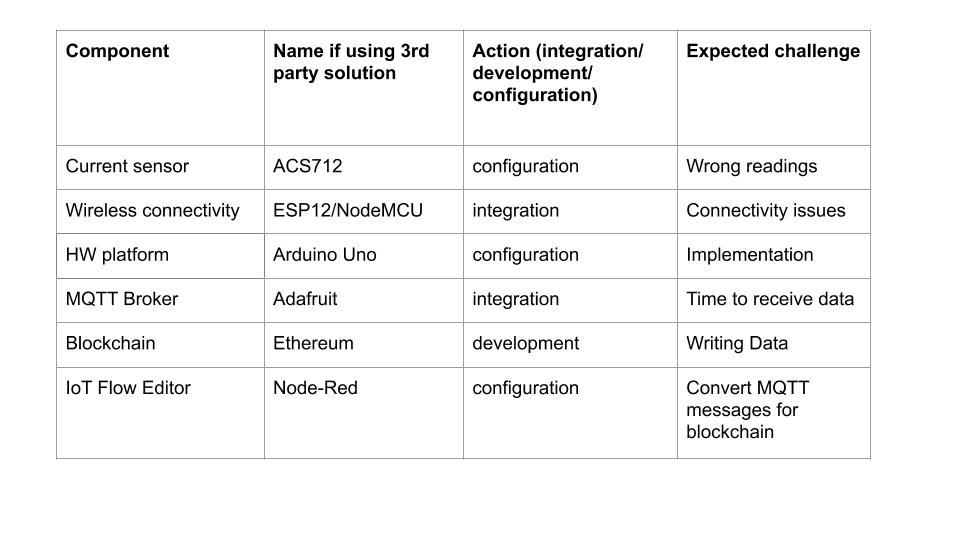 Component
Name if using 3rd
party solution
Action (integration/
development/
configuration)
Expected challenge
Current sensor
ACS712
configuration
Wrong readings
Wireless connectivity
ESP12/NodeMCU
integration
Connectivity issues
HW platform
Arduino Uno
configuration
Implementation
MQTT Broker
Adafruit
integration
Time to receive data
Blockchain
Ethereum
development
Writing Data
IoT Flow Editor
Node-Red
configuration
Convert MQTT
messages for
blockchain